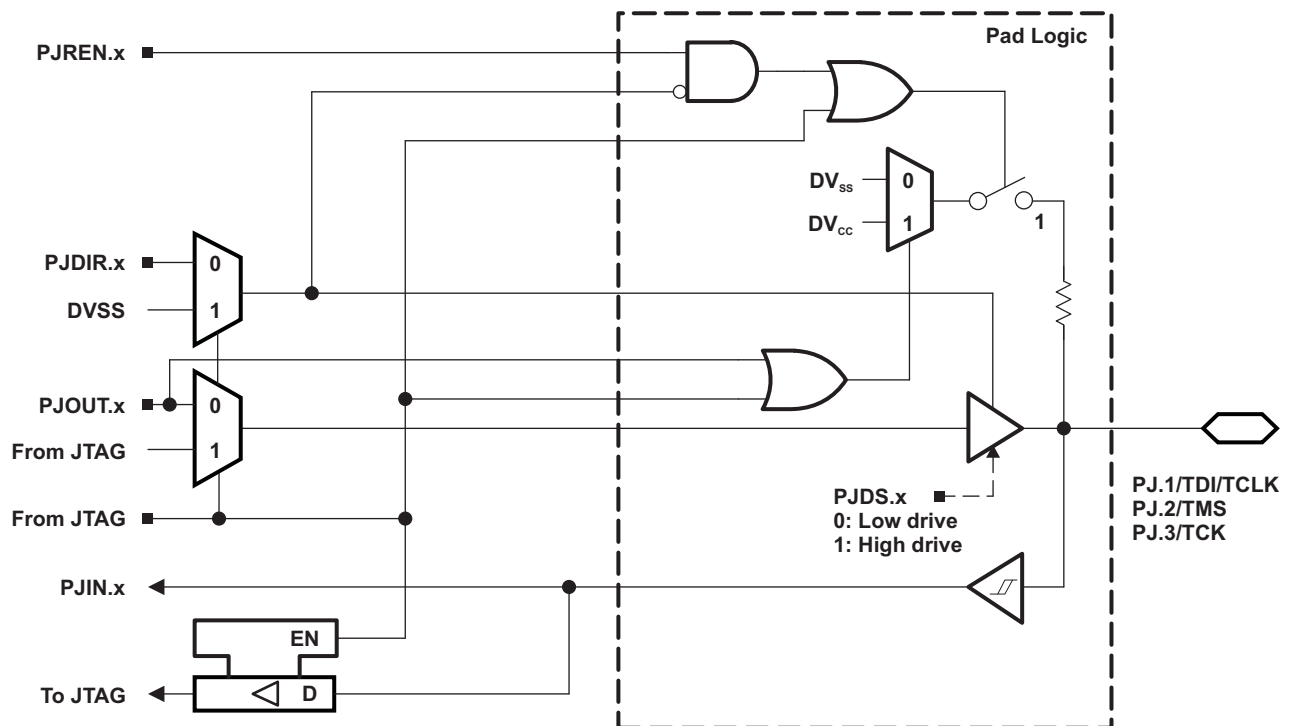 Pad Logic
PJREN.x
DVss
0
DVcc
1
1
PJDIR.x
0
DVSS
1
PJOUT.x
0
From JTAG
1
From JTAG
PJDS.x
0: Low drive
1: High drive
PJ.1/TDI/TCLK
PJ.2/TMS
PJ.3/TCK
PJIN.x
EN
To JTAG
D